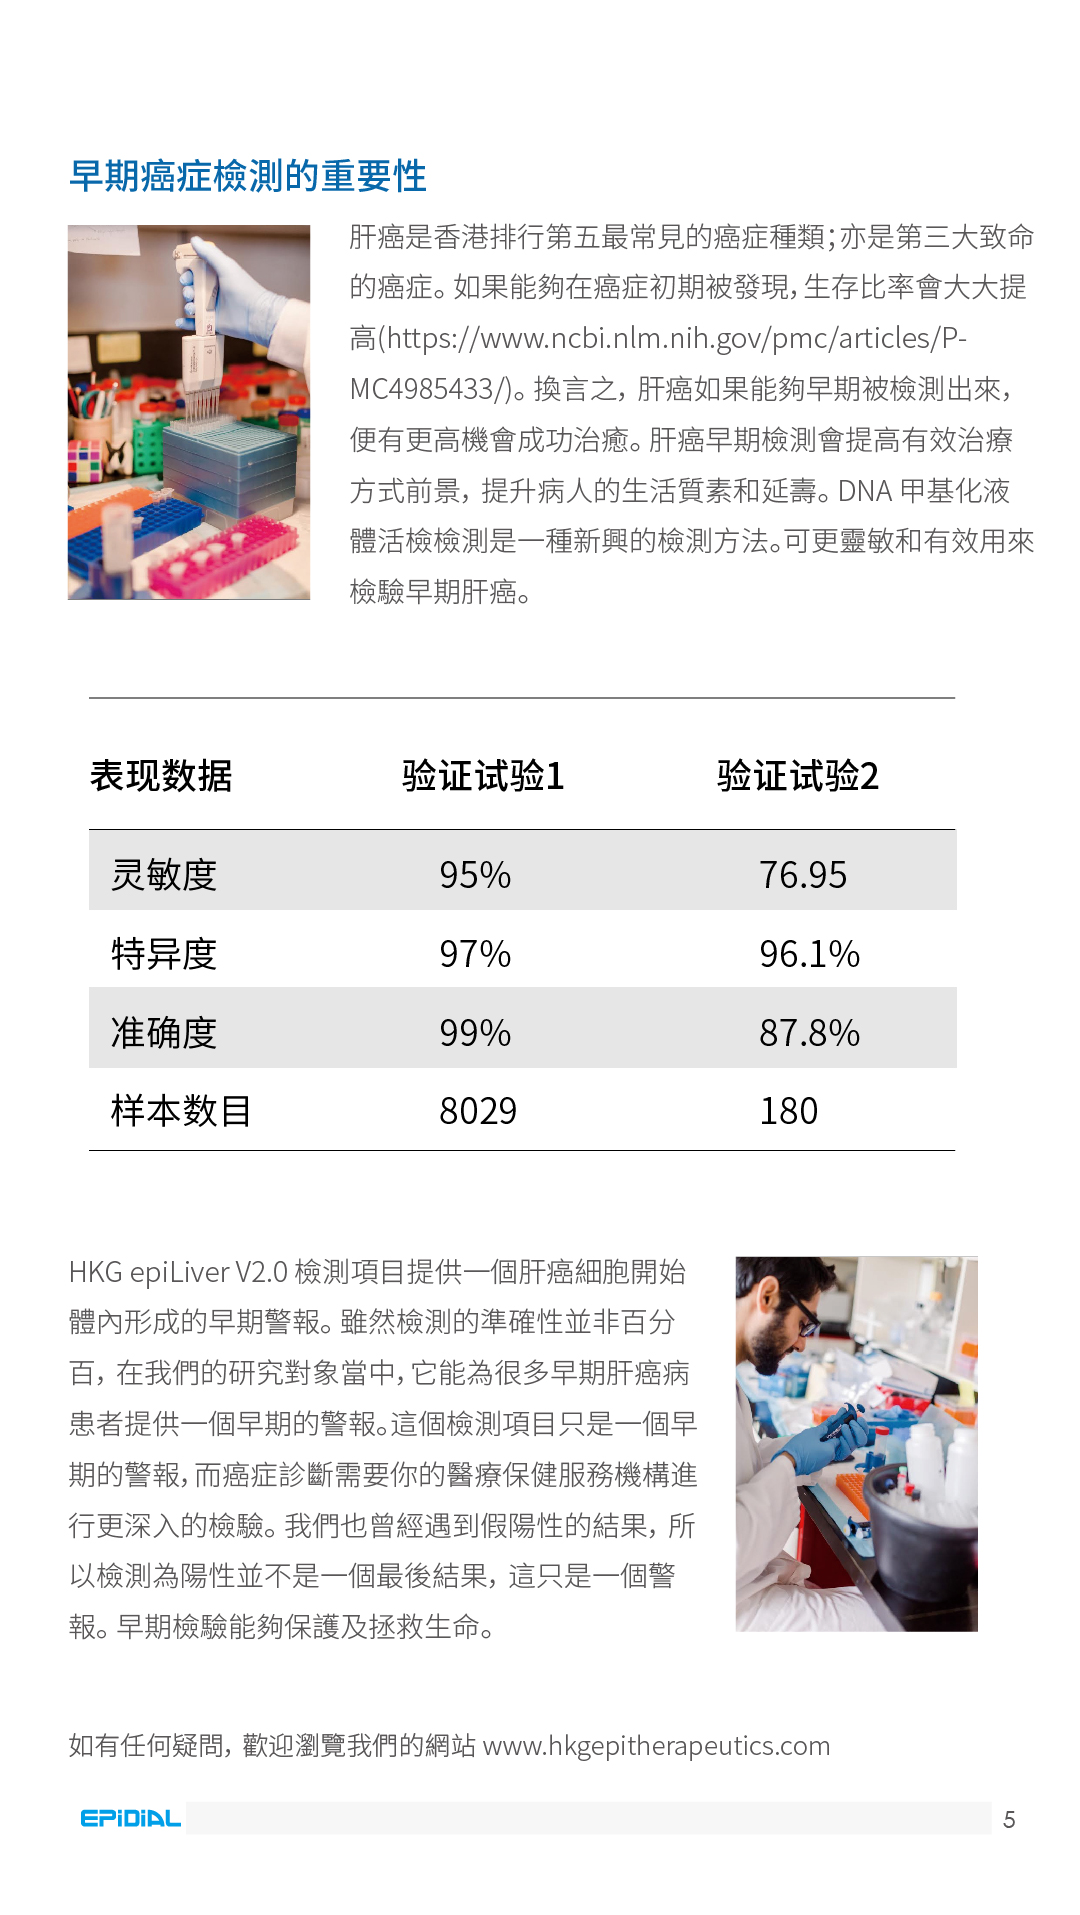 早期癌症檢測的重要性
肝癌是香港排行第五最常見的癌症種類；亦是第三大致命
的癌症。如果能夠在癌症初期被發現，生存比率會大大提
高(https://www.ncbi.nlm.nih.gov/pmc/articles/P-
MC4985433/)。換言之，肝癌如果能夠早期被檢測出來，
便有更高機會成功治癒。肝癌早期檢測會提高有效治療
方式前景，提升病人的生活質素和延壽。DNA 甲基化液
體活檢檢測是一種新興的檢測方法。可更靈敏和有效用來
檢驗早期肝癌。
表现数据 验证试验1 验证试验2
灵敏度 95% 76.95
特异度 97% 96.1%
准确度 99% 87.8%
样本数目 8029 180
HKG epiLiver V2.0 檢測項目提供一個肝癌細胞開始
體內形成的早期警報。雖然檢測的準確性並非百分
百，在我們的研究對象當中，它能為很多早期肝癌病
患者提供一個早期的警報。這個檢測項目只是一個早
期的警報，而癌症診斷需要你的醫療保健服務機構進
行更深入的檢驗。我們也曾經遇到假陽性的結果，所
以檢測為陽性並不是一個最後結果，這只是一個警
報。早期檢驗能夠保護及拯救生命。
如有任何疑問，歡迎瀏覽我們的網站 www.hkgepitherapeutics.com
EPiDiAL 5